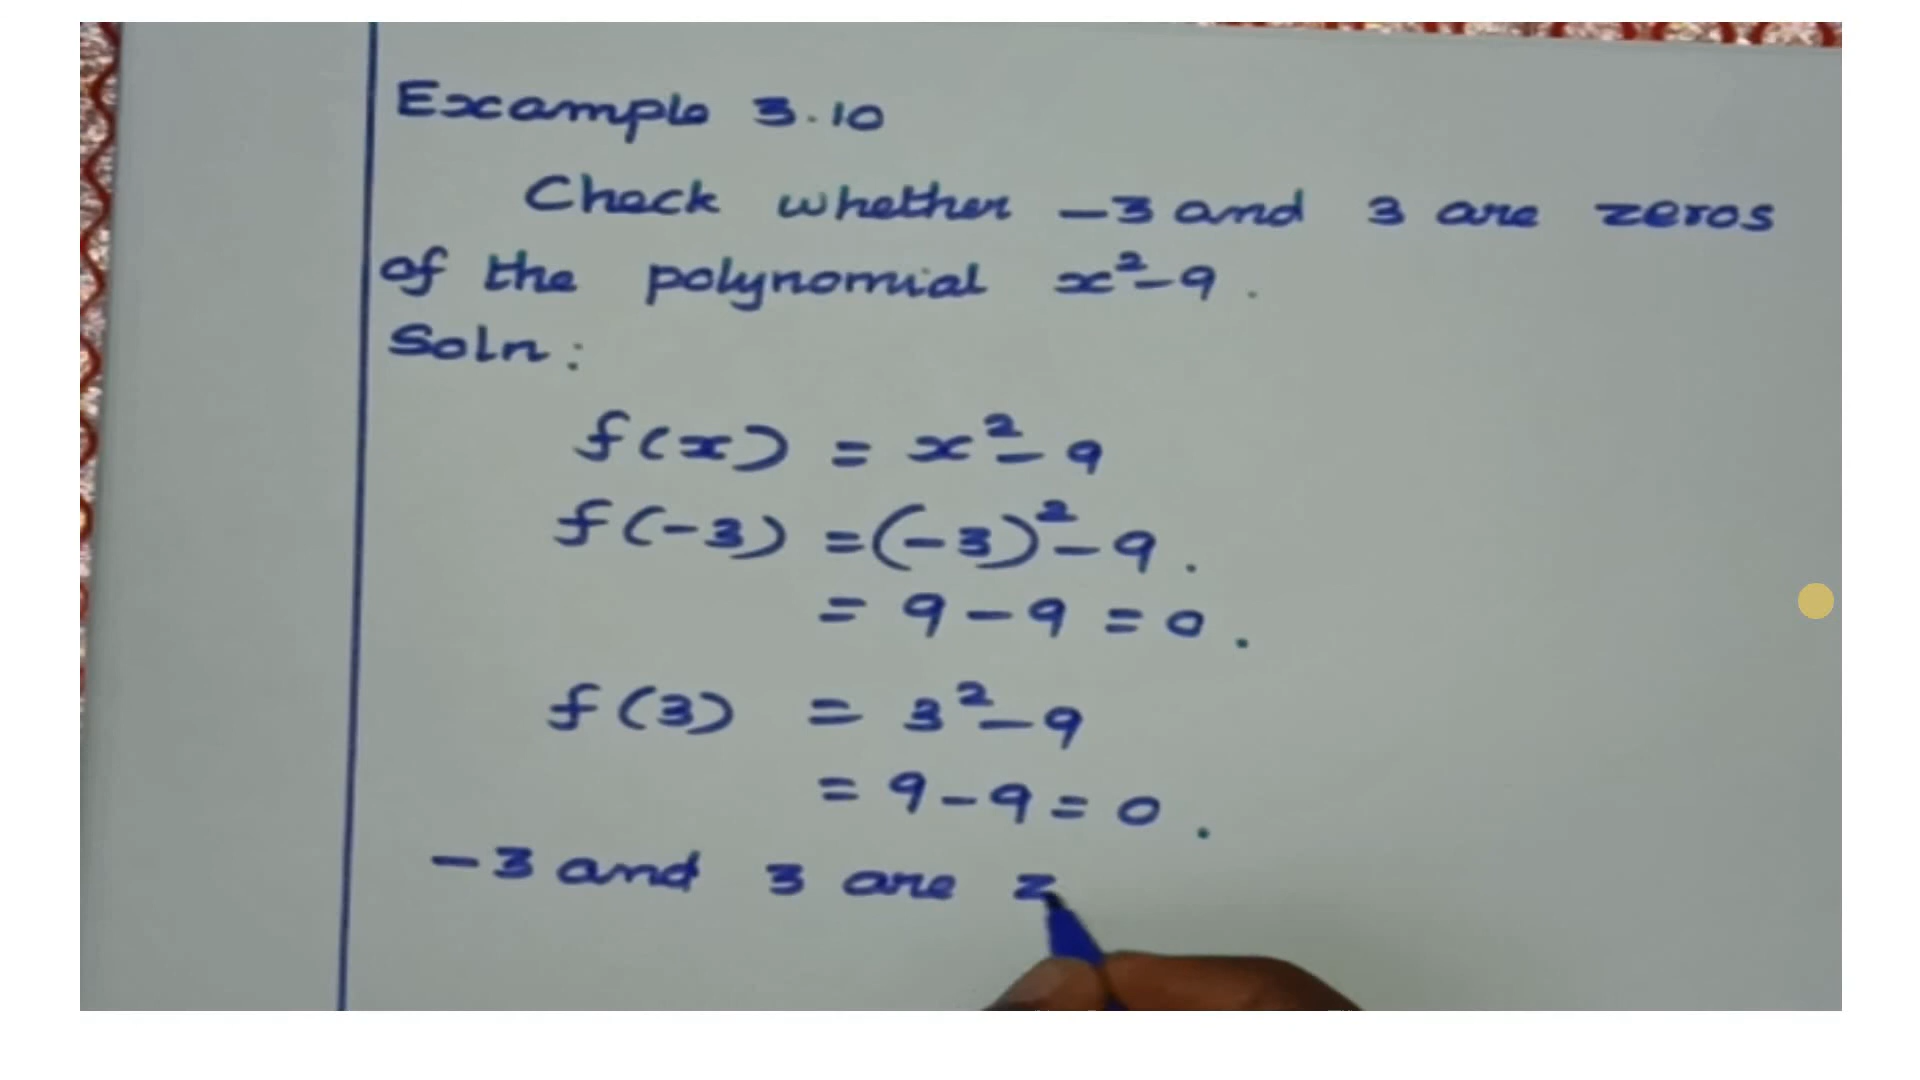 Example 3.10
Check whether -3 and 3 are zeros
of the polynomial x²-9.
Soln:
f(x) = x²-9
f(-3) = (-3)²-9.
= 9-9 = 0.
f(3) = 3²-9
= 9-9 = 0.
-3 and 3 are z